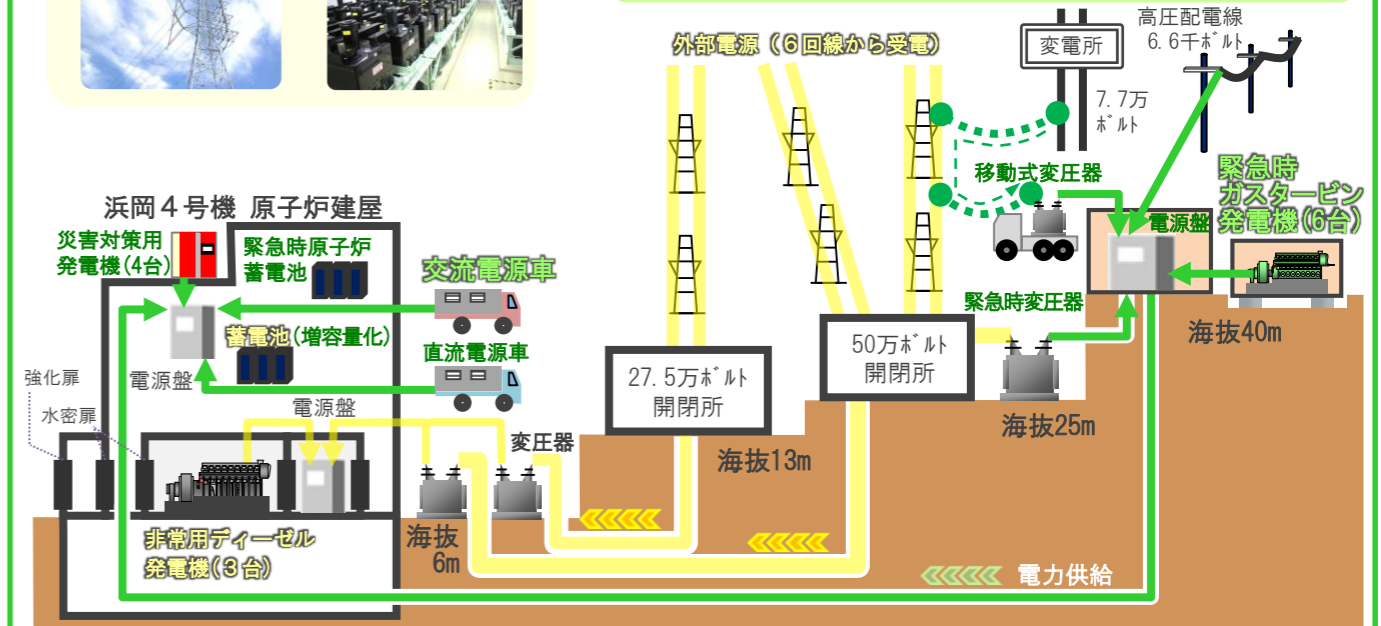 外部電源（６回線から受電）
変電所
高圧配電線
6.6千ﾎﾞﾙﾄ
7.7万
ﾎﾞﾙﾄ
移動式変圧器
緊急時
ガスタービン
発電機(6台)
電源盤
浜岡４号機 原子炉建屋
災害対策用
発電機(4台)
緊急時原子炉
蓄電池
交流電源車
蓄電池(増容量化)
直流電源車
緊急時変圧器
海抜40m
50万ﾎﾞﾙﾄ
開閉所
27.5万ﾎﾞﾙﾄ
開閉所
強化扉
電源盤
水密扉
電源盤
変圧器
海抜25m
海抜13m
非常用ディーゼル
発電機(３台)
海抜
6m
電力供給